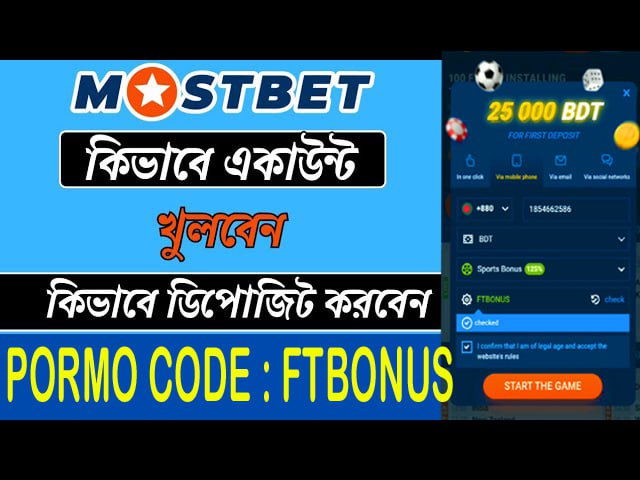 MOSTBET
কিভাবে একাউন্ট
খুলবেন
কিভাবে ডিপোজিট করবেন
PORMO CODE : FTBONUS
INSTALLING
25 000 BDT
FOR FIRST DEPOSIT
In one click
Via mobile phone
Via email
Via social networks
+880
1854662586
BDT
Sports Bonus 125%
FTBONUS
check
checked
I confirm that I am of legal age and accept the
website's rules
START THE GAME